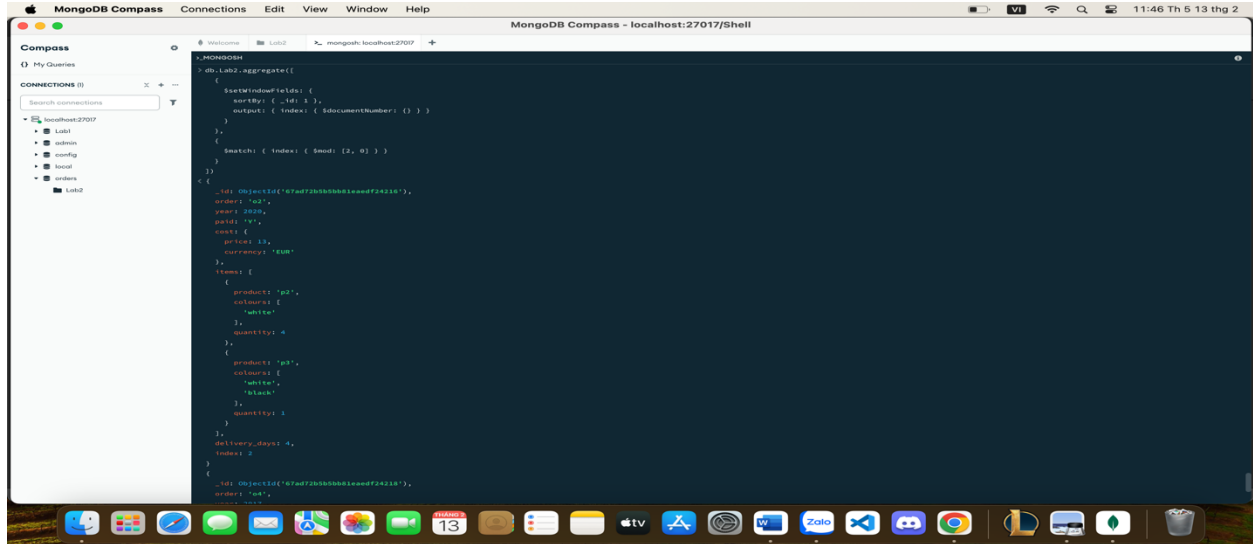 MongoDB Compass Connections Edit View Window Help
VI 11:46 Th 5 13 thg 2
MongoDB Compass - localhost:27017/Shell
Compass
My Queries
CONNECTIONS (1)
Search connections
localhost:27017
Lab1
admin
config
local
orders
Lab2
Welcome Lab2 >_ mongosh: localhost:27017 +
>_MONGOSH
> db.Lab2.aggregate([
{
$setWindowFields: {
sortBy: { _id: 1 },
output: { index: { $documentNumber: {} } }
}
},
{
$match: { index: { $mod: [2, 0] } }
}
])
< {
_id: ObjectId('67ad72b5b5bb81eaedf24216'),
order: 'o2',
year: 2020,
paid: 'Y',
cost: {
price: 13,
currency: 'EUR'
},
items: [
{
product: 'p2',
colours: [
'white'
],
quantity: 4
},
{
product: 'p3',
colours: [
'white',
'black'
],
quantity: 1
}
],
delivery_days: 4,
index: 2
}
{
_id: ObjectId('67ad72b5b5bb81eaedf24218'),
order: 'o4',
THÁNG 2
13
tv
W
Zalo